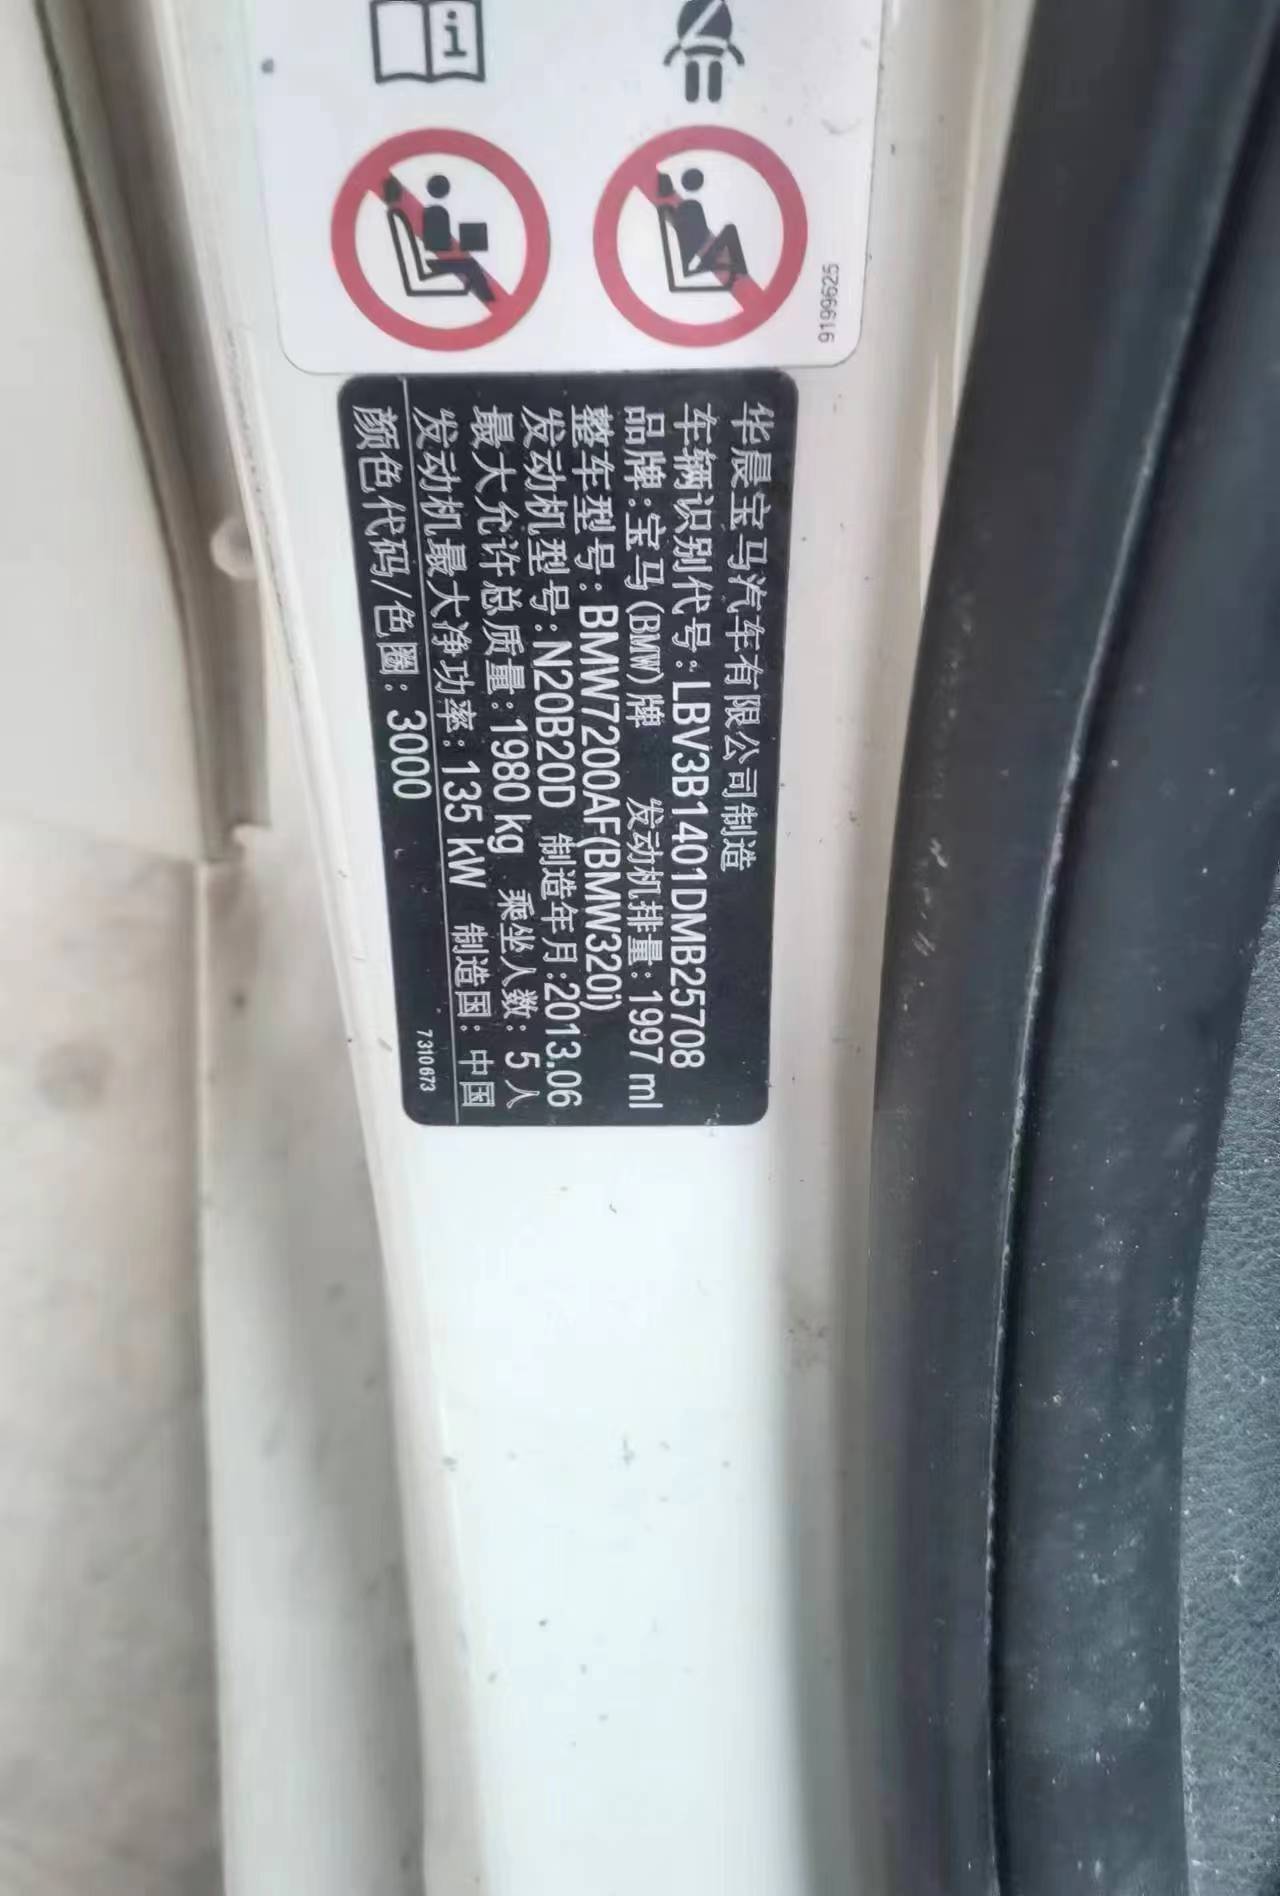 9199625
华晨宝马汽车有限公司制造
车辆识别代号: LBV3B1401DMB25708
品牌:宝马(BMW)牌 发动机排量: 1997 ml
整车型号: BMW7200AF(BMW320i)
发动机型号: N20B20D 制造年月:2013.06
最大允许总质量: 1980 kg 乘坐人数: 5 人
发动机最大净功率: 135 kW 制造国: 中国
颜色代码/色圈: 3000
7310673